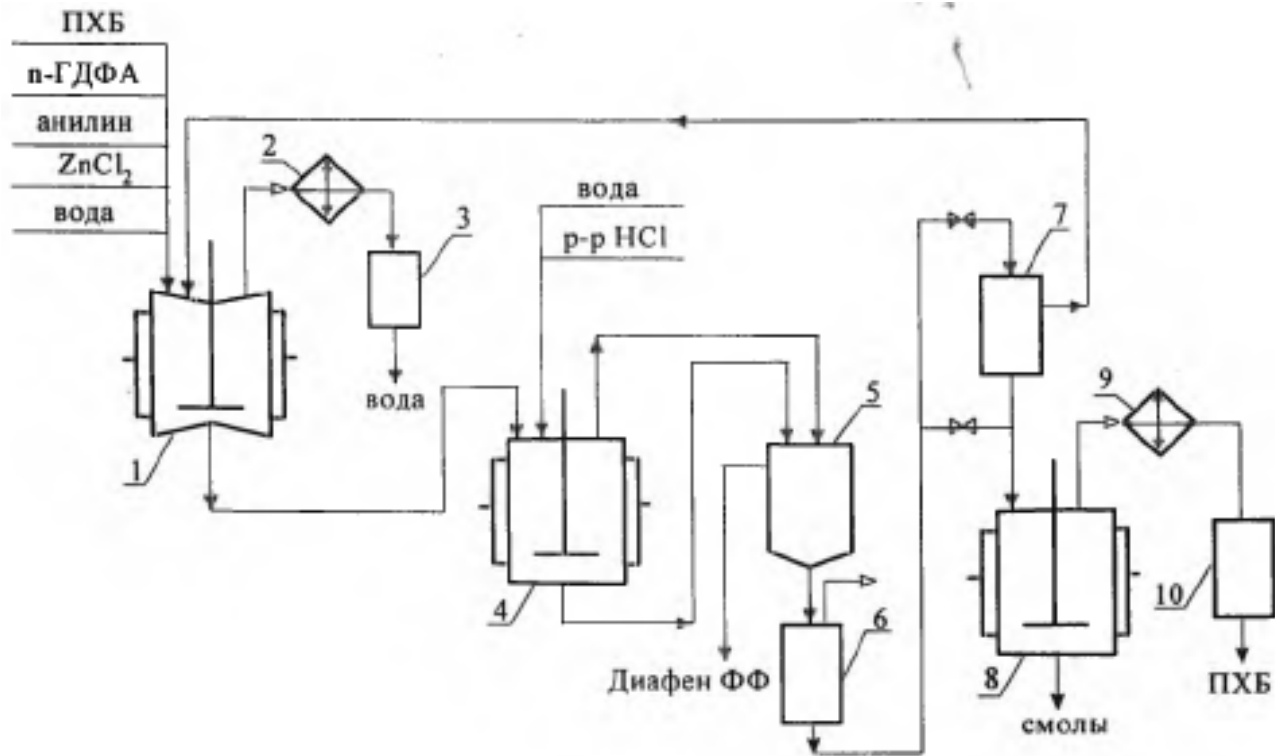 ПХБ
n-ГДФА
анилин
ZnCl₂
вода
2
3
вода
р-р HCl
7
вода
1
9
5
4
6
10
Диафен ФФ
8
ПХБ
смолы